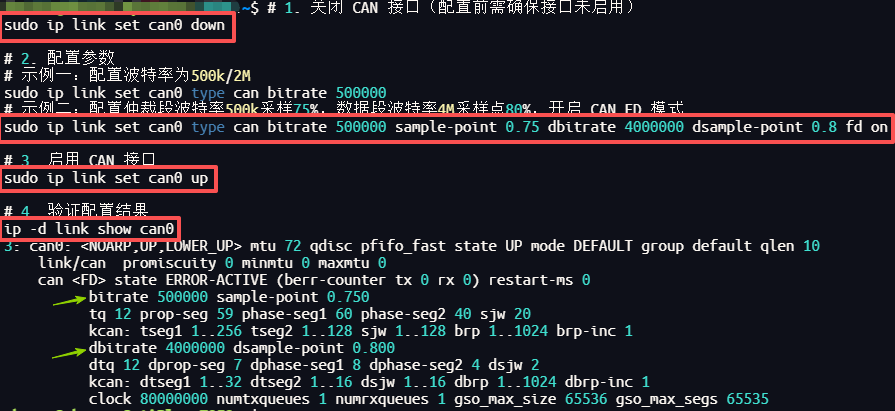 ~$ # 1. 关闭 CAN 接口（配置前需确保接口未启用）
sudo ip link set can0 down
# 2. 配置参数
# 示例一：配置波特率为500k/2M
sudo ip link set can0 type can bitrate 500000
# 示例二：配置仲裁段波特率500k采样75%，数据段波特率4M采样点80%，开启 CAN FD 模式
sudo ip link set can0 type can bitrate 500000 sample-point 0.75 dbitrate 4000000 dsample-point 0.8 fd on
# 3. 启用 CAN 接口
sudo ip link set can0 up
# 4. 验证配置结果
ip -d link show can0
3: can0: <NOARP,UP,LOWER_UP> mtu 72 qdisc pfifo_fast state UP mode DEFAULT group default qlen 10
link/can promiscuity 0 minmtu 0 maxmtu 0
can <FD> state ERROR-ACTIVE (berr-counter tx 0 rx 0) restart-ms 0
bitrate 500000 sample-point 0.750
tq 12 prop-seg 59 phase-seg1 60 phase-seg2 40 sjw 20
kcan: tseg1 1..256 tseg2 1..128 sjw 1..128 brp 1..1024 brp-inc 1
dbitrate 4000000 dsample-point 0.800
dtq 12 dprop-seg 7 dphase-seg1 8 dphase-seg2 4 dsjw 2
kcan: dtseg1 1..32 dtseg2 1..16 dsjw 1..16 dbrp 1..1024 dbrp-inc 1
clock 80000000 numtxqueues 1 numrxqueues 1 gso_max_size 65536 gso_max_segs 65535